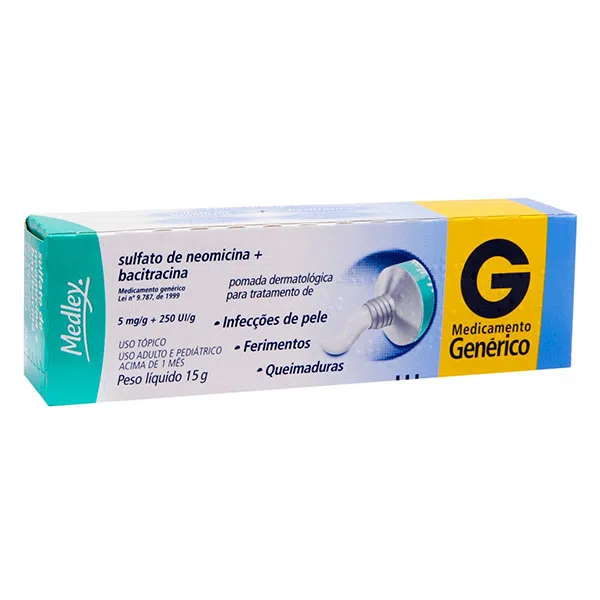 Medley.
sulfato de neomicina +
bacitracina
Medicamento genérico
Lei nº 9.787, de 1999
5 mg/g + 250 UI/g
USO TÓPICO
USO ADULTO E PEDIÁTRICO
ACIMA DE 1 MÊS
Peso líquido 15 g
pomada dermatológica
para tratamento de
• Infecções de pele
• Ferimentos
• Queimaduras
G
Medicamento
Genérico